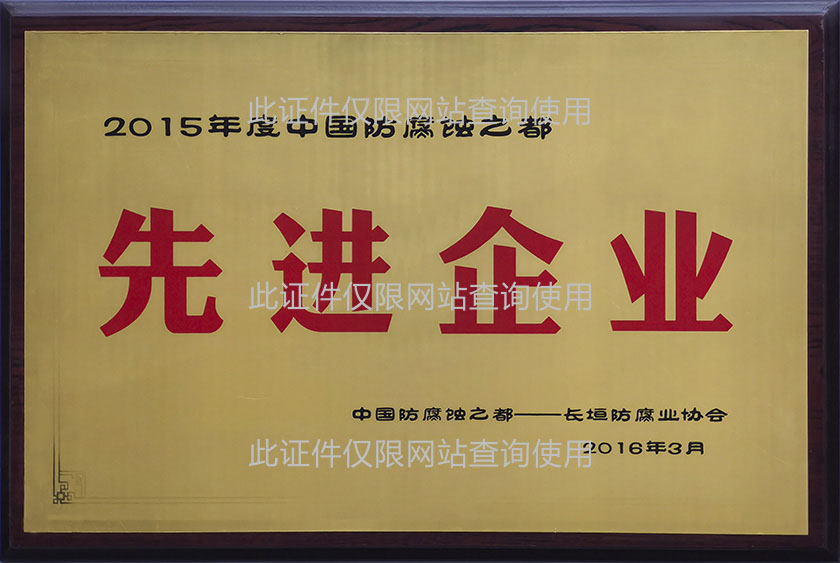 此证件仅限网站查询使用
2015年度中国防腐蚀之都
先进企业
此证件仅限网站查询使用
中国防腐蚀之都——长垣防腐业协会
2016年3月
此证件仅限网站查询使用